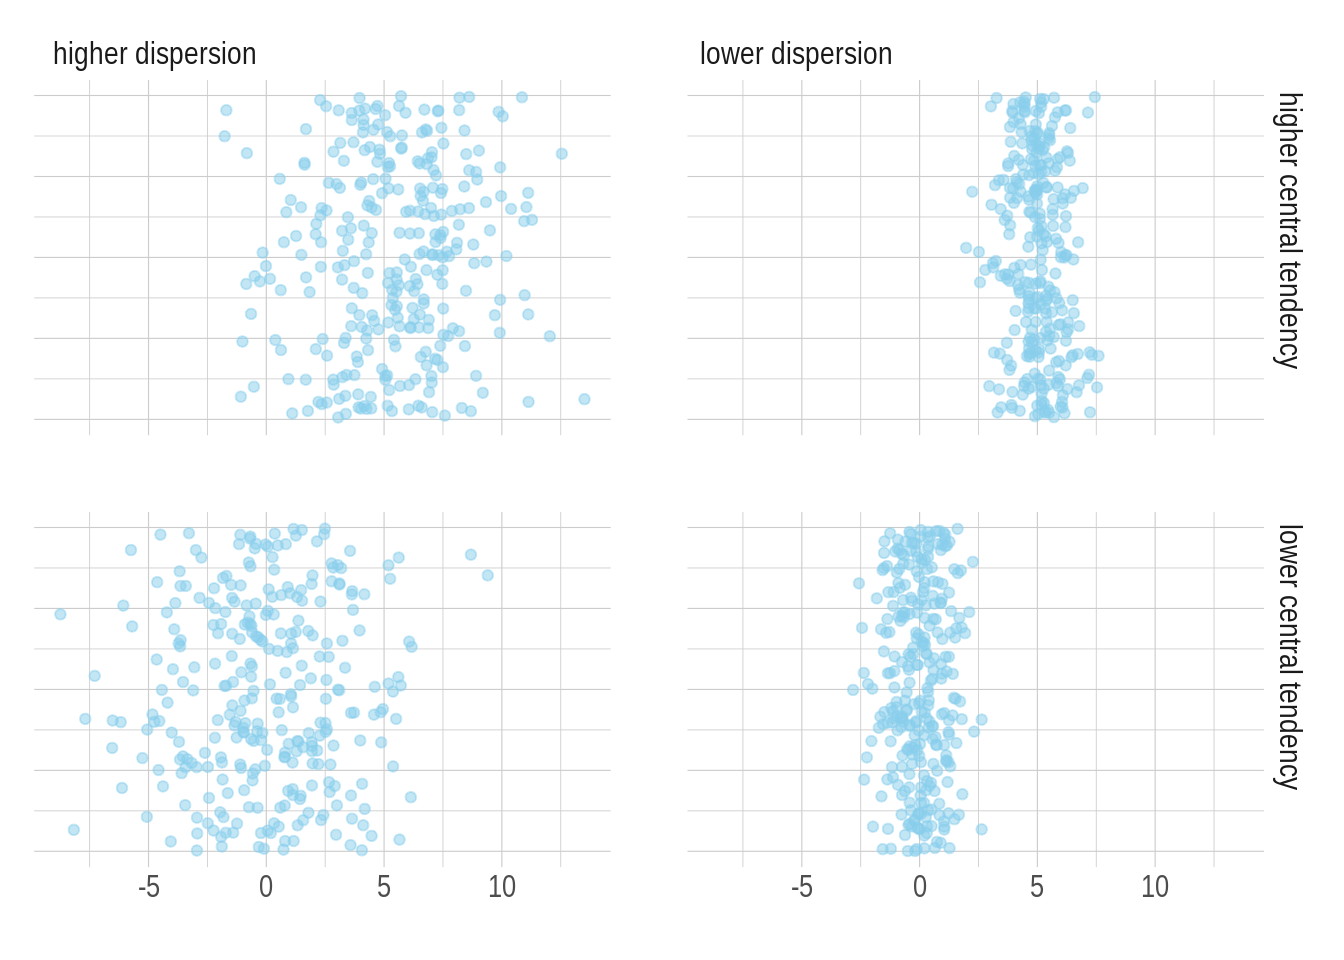 higher dispersion
lower dispersion
higher central tendency
lower central tendency
-5 0 5 10
-5 0 5 10